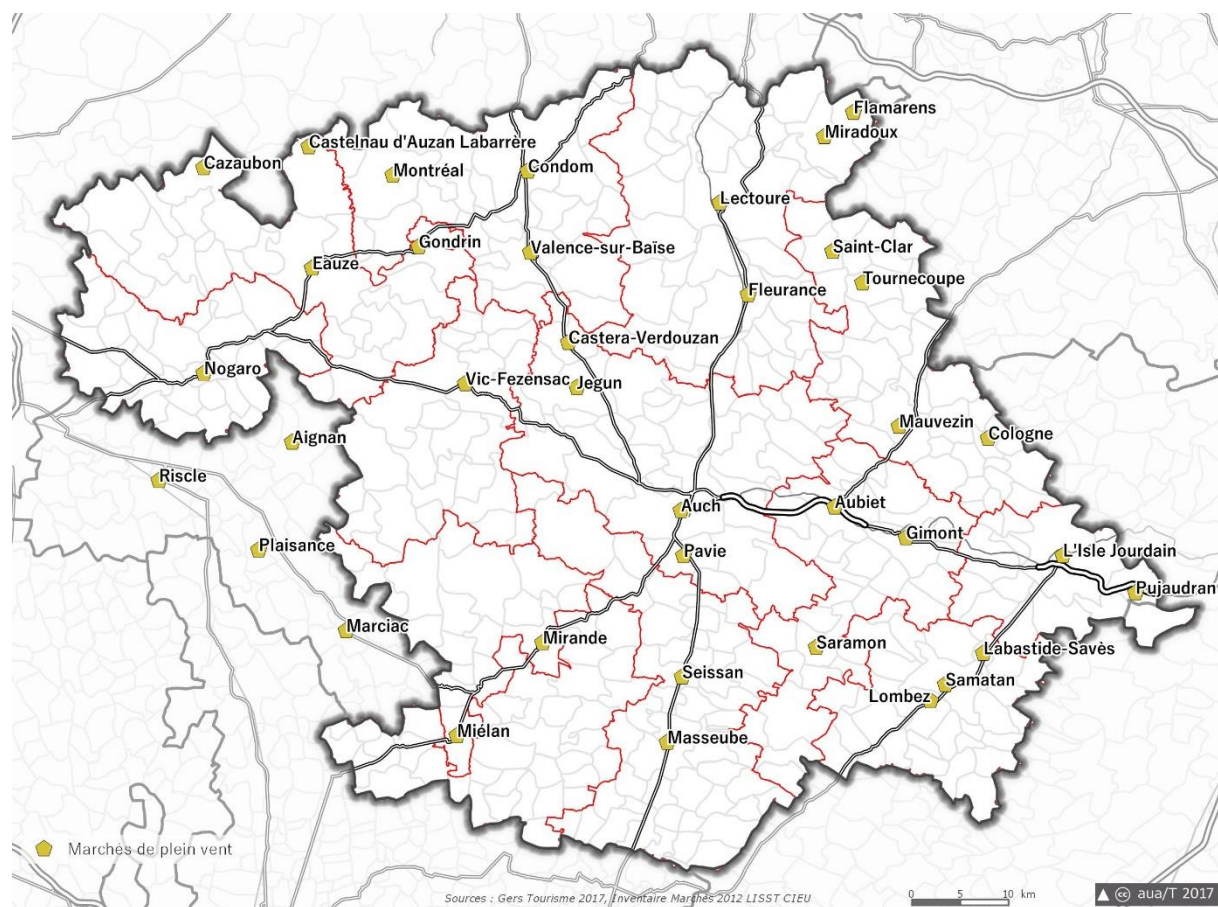 Flamarens
Miradoux
Castelnau d'Auzan Labarrère
Cazaubon
Montréal
Condom
Lectoure
Gondrin
Valence-sur-Baïse
Saint-Clar
Eauze
Tournecoupe
Fleurance
Castera-Verdouzan
Nogaro
Vic-Fezensac
Jegun
Aignan
Mauvezin
Cologne
Riscle
Auch
Aubiet
Gimont
Plaisance
Pavie
L'Isle Jourdain
Pujaudran
Marciac
Mirande
Saramon
Labastide-Savès
Seissan
Samatan
Lombez
Miélan
Masseube
Marchés de plein vent
Sources : Gers Tourisme 2017, Inventaire Marchés 2012 LISST CIEU
0 5 10 km
▲ cc aua/T 2017